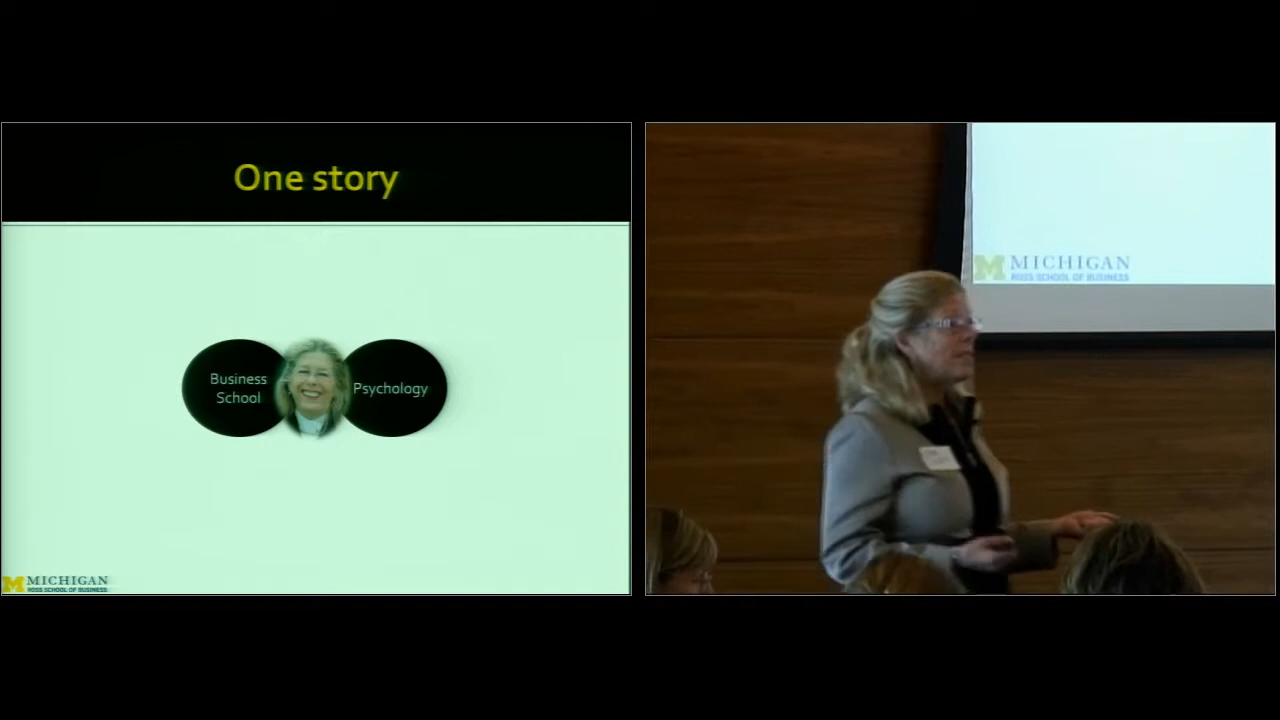 One story
Business
School
Psychology
M MICHIGAN
ROSS SCHOOL OF BUSINESS
M MICHIGAN
ROSS SCHOOL OF BUSINESS